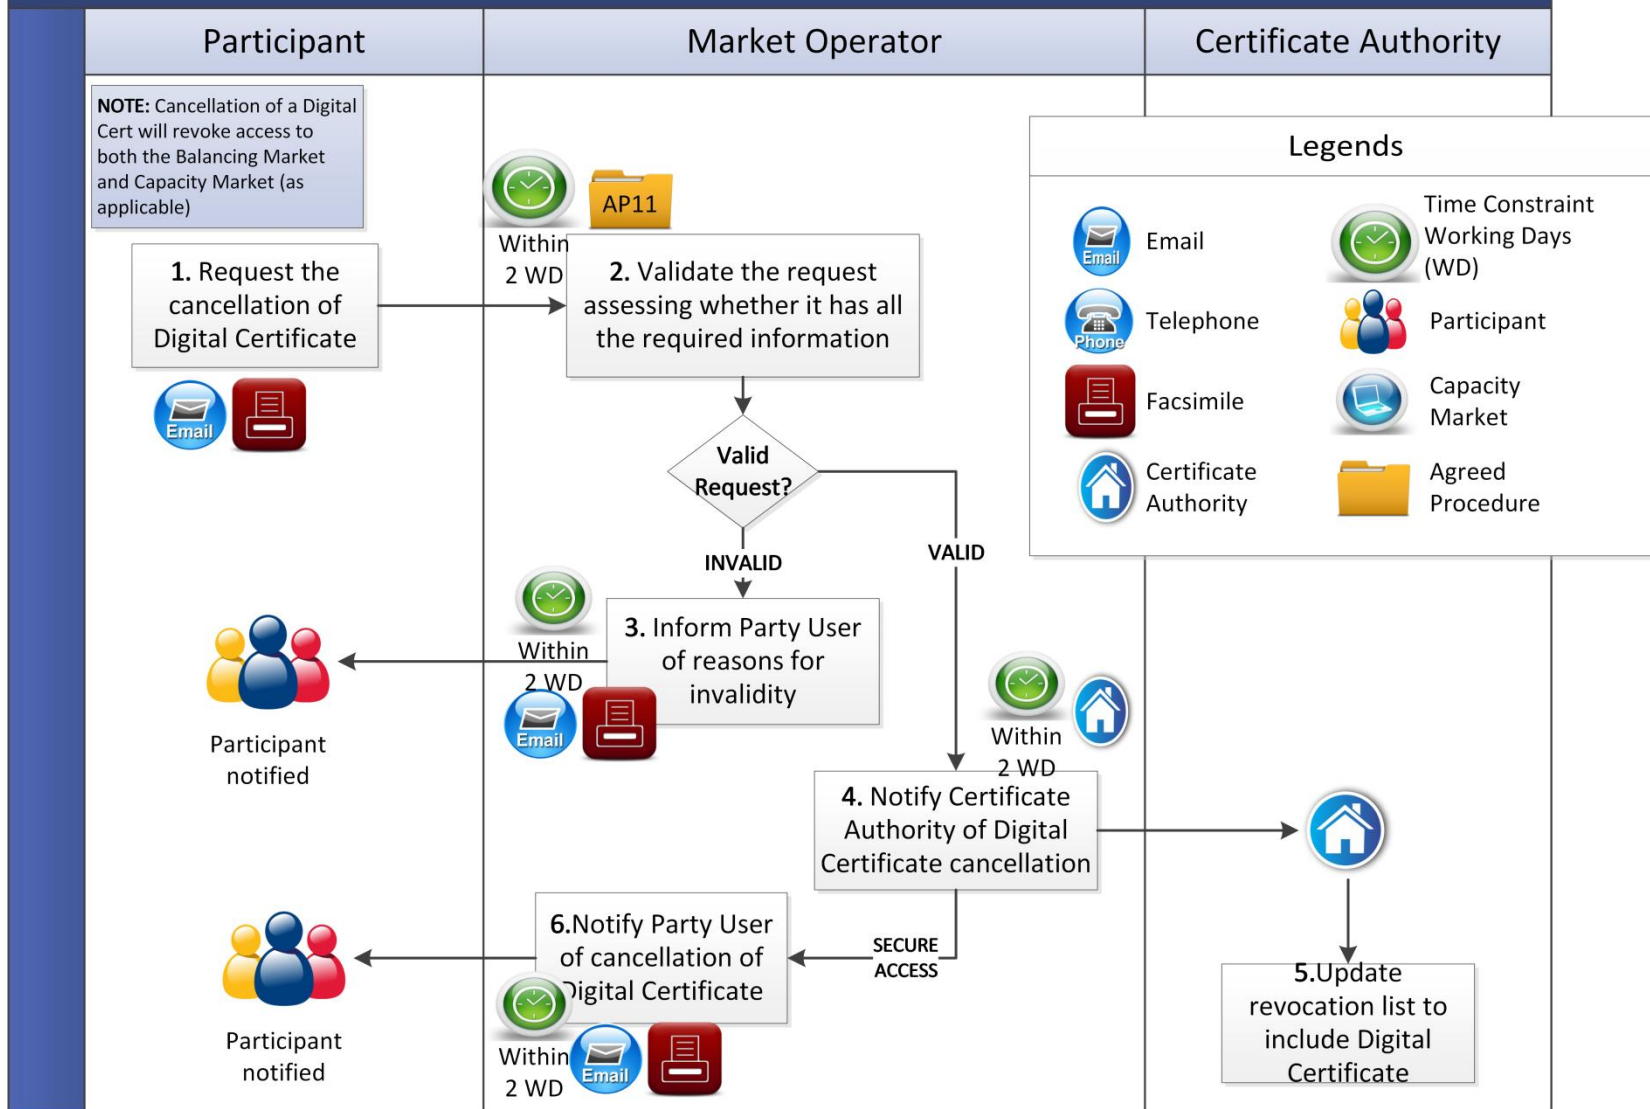 Participant
Market Operator
Certificate Authority
NOTE: Cancellation of a Digital
Cert will revoke access to
both the Balancing Market
and Capacity Market (as
applicable)
1. Request the
cancellation of
Digital Certificate
Email
Within
2 WD
AP11
2. Validate the request
assessing whether it has all
the required information
Valid
Request?
INVALID
VALID
Legends
Email
Email
Time Constraint
Working Days
(WD)
Phone
Telephone
Participant
Facsimile
Capacity
Market
Certificate
Authority
Agreed
Procedure
Within
2 WD
3. Inform Party User
of reasons for
invalidity
Email
Participant
notified
Within
2 WD
4. Notify Certificate
Authority of Digital
Certificate cancellation
SECURE
ACCESS
6.Notify Party User
of cancellation of
Digital Certificate
Within
2 WD
Email
Participant
notified
5.Update
revocation list to
include Digital
Certificate